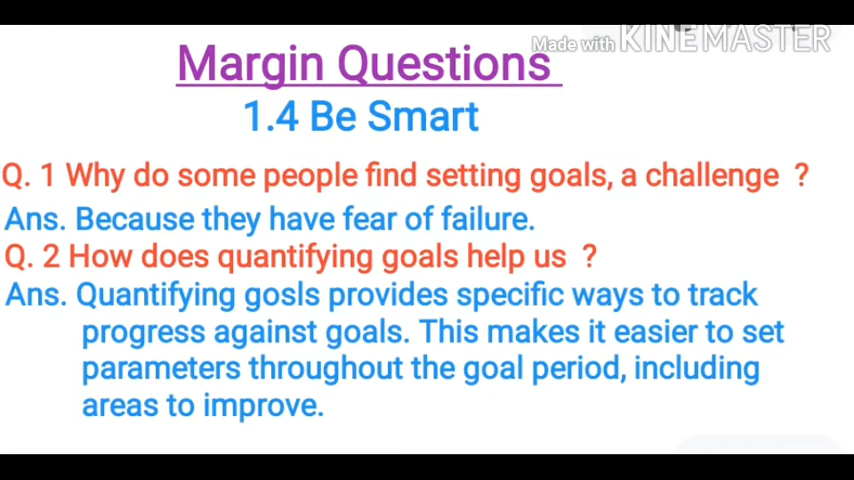 Made with KINEMASTER
Margin Questions
1.4 Be Smart
Q. 1 Why do some people find setting goals, a challenge ?
Ans. Because they have fear of failure.
Q. 2 How does quantifying goals help us ?
Ans. Quantifying gosls provides specific ways to track
progress against goals. This makes it easier to set
parameters throughout the goal period, including
areas to improve.